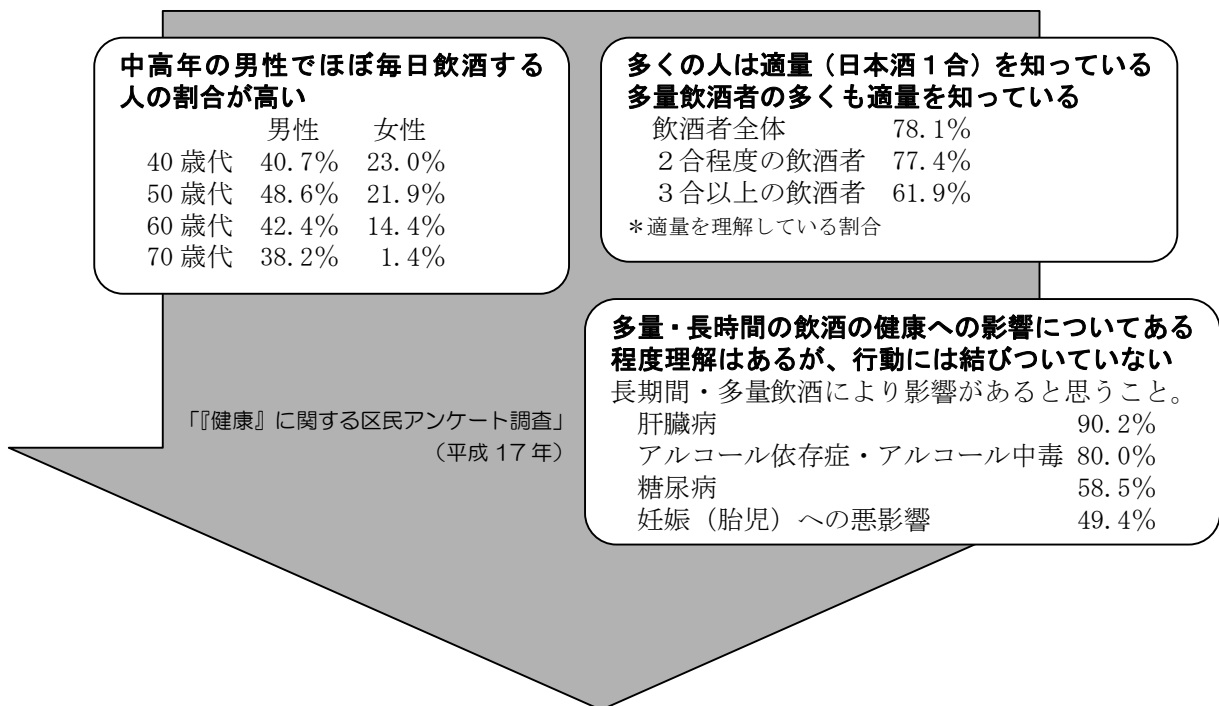 中高年の男性でほぼ毎日飲酒する
人の割合が高い
男性 女性
40 歳代 40.7% 23.0%
50 歳代 48.6% 21.9%
60 歳代 42.4% 14.4%
70 歳代 38.2% 1.4%
多くの人は適量（日本酒１合）を知っている
多量飲酒者の多くも適量を知っている
飲酒者全体 78.1%
２合程度の飲酒者 77.4%
３合以上の飲酒者 61.9%
＊適量を理解している割合
「『健康』に関する区民アンケート調査」
（平成 17 年）
多量・長時間の飲酒の健康への影響についてある
程度理解はあるが、行動には結びついていない
長期間・多量飲酒により影響があると思うこと。
肝臓病 90.2%
アルコール依存症・アルコール中毒 80.0%
糖尿病 58.5%
妊娠（胎児）への悪影響 49.4%